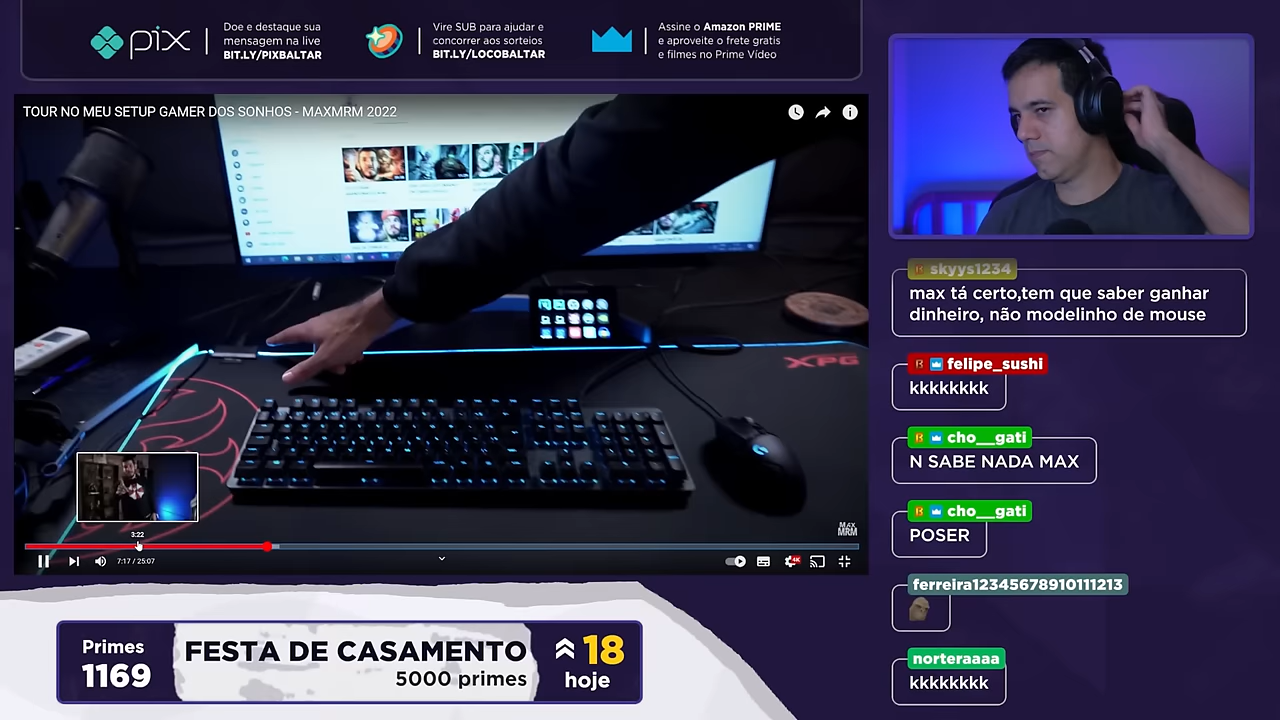 pix
Doe e destaque sua
mensagem na live
BIT.LY/PIXBALTAR
Vire SUB para ajudar e
concorrer aos sorteios
BIT.LY/LOCOBALTAR
Assine o Amazon PRIME
e aproveite o frete gratis
e filmes no Prime Vídeo
TOUR NO MEU SETUP GAMER DOS SONHOS - MAXMRM 2022
XPG
MAX
MRM
3:22
7:17 / 25:07
4K
skyys1234
max tá certo,tem que saber ganhar
dinheiro, não modelinho de mouse
felipe_sushi
kkkkkkkk
cho__gati
N SABE NADA MAX
cho__gati
POSER
ferreira12345678910111213
norteraaaa
kkkkkkkk
Primes
1169
FESTA DE CASAMENTO
5000 primes
18
hoje